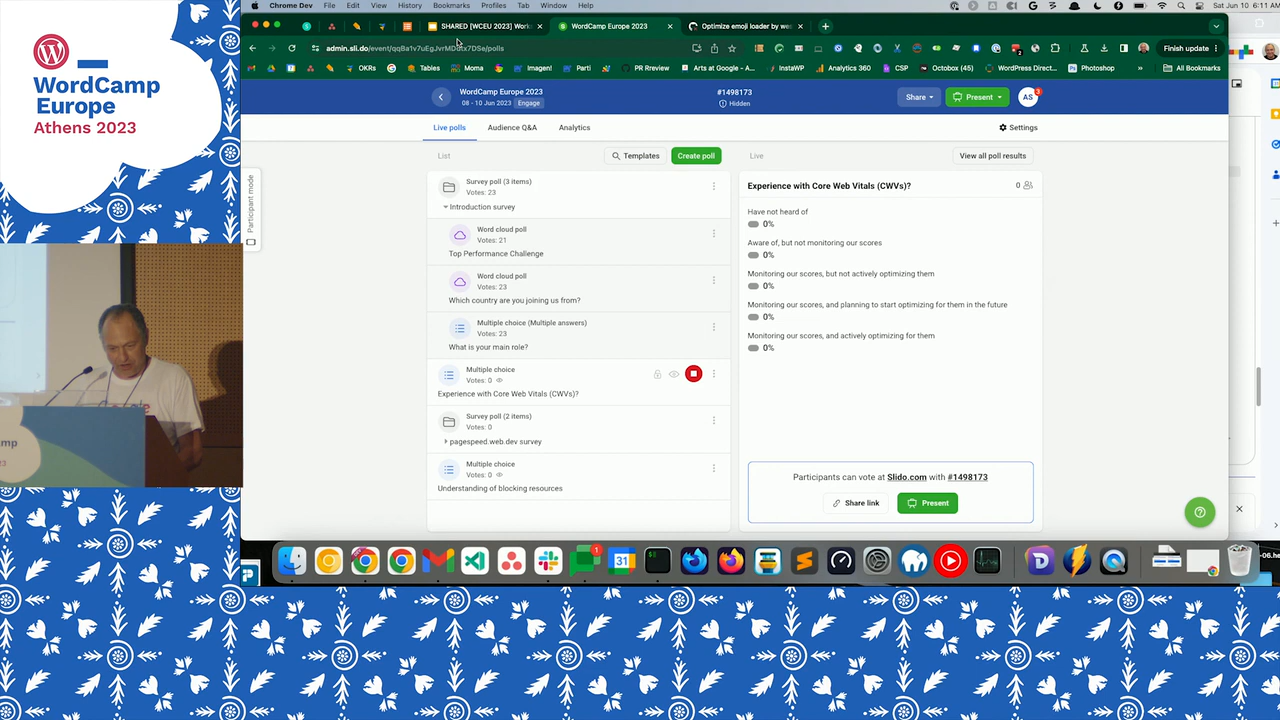 WordCamp
Europe
Athens 2023
Chrome Dev File Edit View History Bookmarks Profiles Tab Window Help
Sat Jun 10 6:11 AM
SHARED [WCEU 2023] Work
WordCamp Europe 2023
Optimize emoji loader by wes
Finish update
OKRs
Tables
Moma
Parti
PR Rreview
Arts at Google – A...
InstaWP
Analytics 360
CSP
Octobox (45)
WordPress Direct...
Photoshop
All Bookmarks
WordCamp Europe 2023
08 - 10 Jun 2023 Engage
#1498173
Hidden
Share
Present
AS
3
Live polls
Audience Q&A
Analytics
Settings
Participant mode
List
Templates
Create poll
Live
View all poll results
Survey poll (3 items)
Votes: 23
Introduction survey
Word cloud poll
Votes: 21
Top Performance Challenge
Word cloud poll
Votes: 23
Which country are you joining us from?
Multiple choice (Multiple answers)
Votes: 23
What is your main role?
Multiple choice
Votes: 0
Experience with Core Web Vitals (CWVs)?
Survey poll (2 items)
Votes: 0
pagespeed.web.dev survey
Multiple choice
Votes: 0
Understanding of blocking resources
Experience with Core Web Vitals (CWVs)?
0
Have not heard of
0%
Aware of, but not monitoring our scores
0%
Monitoring our scores, but not actively optimizing them
0%
Monitoring our scores, and planning to start optimizing for them in the future
0%
Monitoring our scores, and actively optimizing for them
0%
Participants can vote at Slido.com with #1498173
Share link
Present